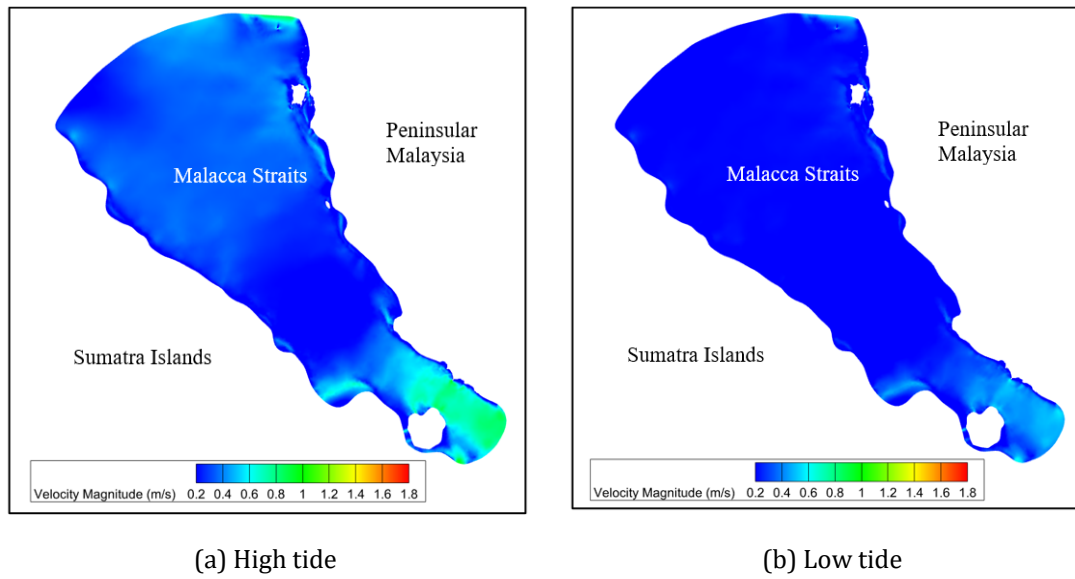 Peninsular
Malaysia
Malacca Straits
Sumatra Islands
Velocity Magnitude (m/s)
0.2 0.4 0.6 0.8 1 1.2 1.4 1.6 1.8
(a) High tide
Peninsular
Malaysia
Malacca Straits
Sumatra Islands
Velocity Magnitude (m/s)
0.2 0.4 0.6 0.8 1 1.2 1.4 1.6 1.8
(b) Low tide